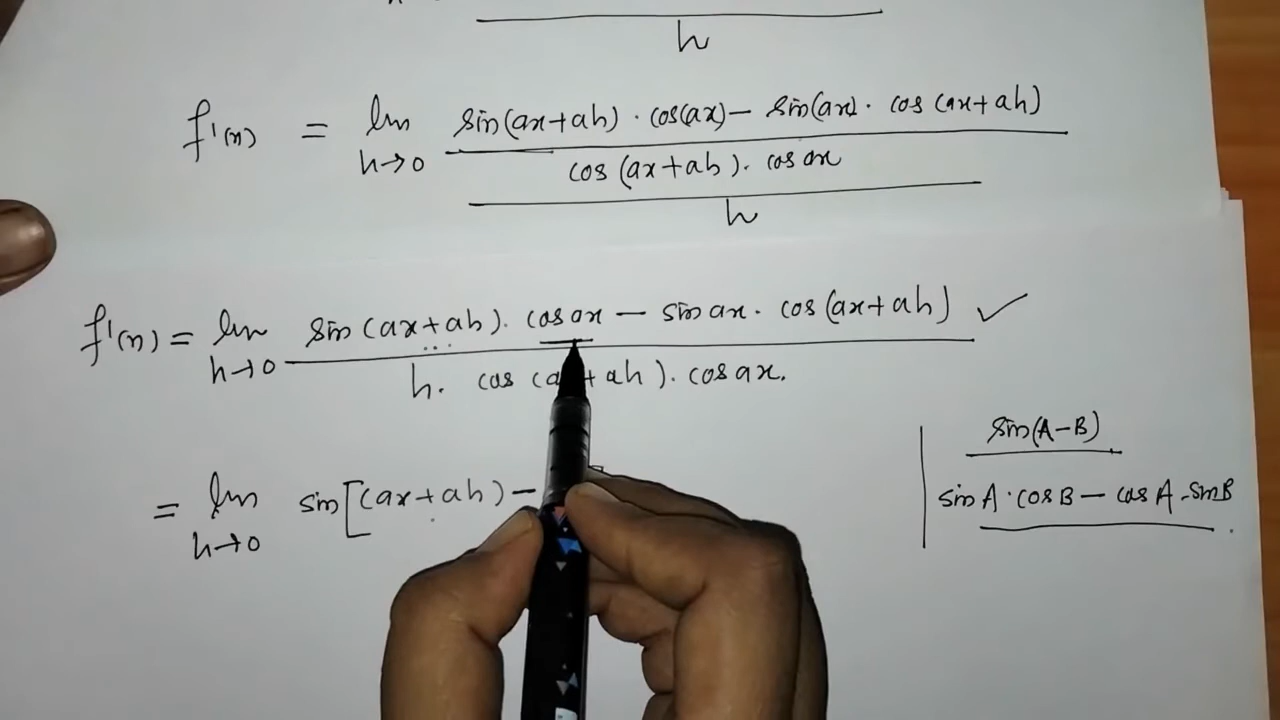 h
f'(x) = lim h→0 sin(ax+ah) · cos(ax) – sin(ax) · cos(ax+ah)
cos(ax+ah) · cos ax
h
f'(x) = lim h→0 sin(ax+ah) · cos ax – sin ax · cos(ax+ah) ✓
h · cos(ax+ah) · cos ax.
sin(A–B)
sin A · cos B – cos A · sin B
= lim h→0 sin[(ax+ah) –